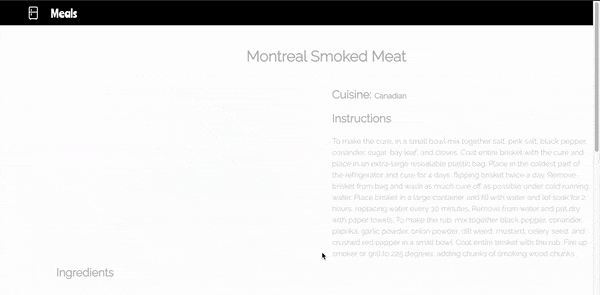 Meals
Montreal Smoked Meat
Cuisine: Canadian
Instructions
To make the cure, in a small bowl mix together salt, pink salt, black pepper,
coriander, sugar, bay leaf, and cloves. Coat entire brisket with the cure and
place in an extra-large resealable plastic bag. Place in the coldest part of
the refrigerator and cure for 4 days, flipping brisket twice a day. Remove
brisket from bag and wash as much cure off as possible under cold running
water. Place brisket in a large container and fill with water and let soak for 2
hours, replacing water every 30 minutes. Remove from water and pat dry
with paper towels. To make the rub, mix together black pepper, coriander,
paprika, garlic powder, onion powder, dill weed, mustard, celery seed, and
crushed red papper in a small bowl. Coat entire brisket with the rub. Fire up
smoker or grill to 225 degrees, adding chunks of smoking wood chunks
Ingredients